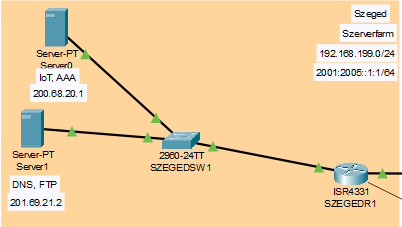 Szeged
Szerverfarm
192.168.199.0/24
2001:2005::1:1/64
Server-PT
Server0
IoT, AAA
200.68.20.1
Server-PT
Server1
DNS, FTP
201.69.21.2
2960-24TT
SZEGEDSW1
ISR4331
SZEGEDR1